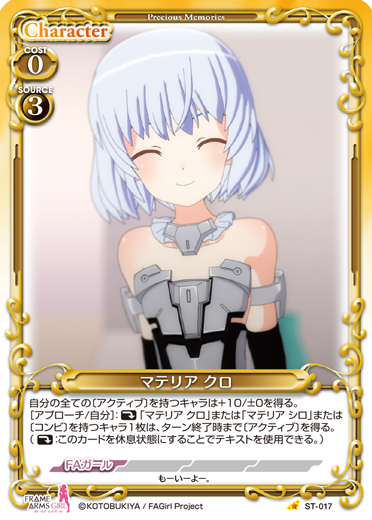 Precious Memories
Character
COST
0
SOURCE
3
マテリア クロ
自分の全ての〔アクティブ〕を持つキャラは+10/±0を得る。
［アプローチ/自分］：「マテリア クロ」または「マテリア シロ」または
〔コンビ〕を持つキャラ1枚は、ターン終了時まで〔アクティブ〕を得る。
（ ：このカードを休息状態にすることでテキストを使用できる。）
FAガール
もーいーよー。
FRAME ARMS GIRL
©KOTOBUKIYA / FAGirl Project
ST-017